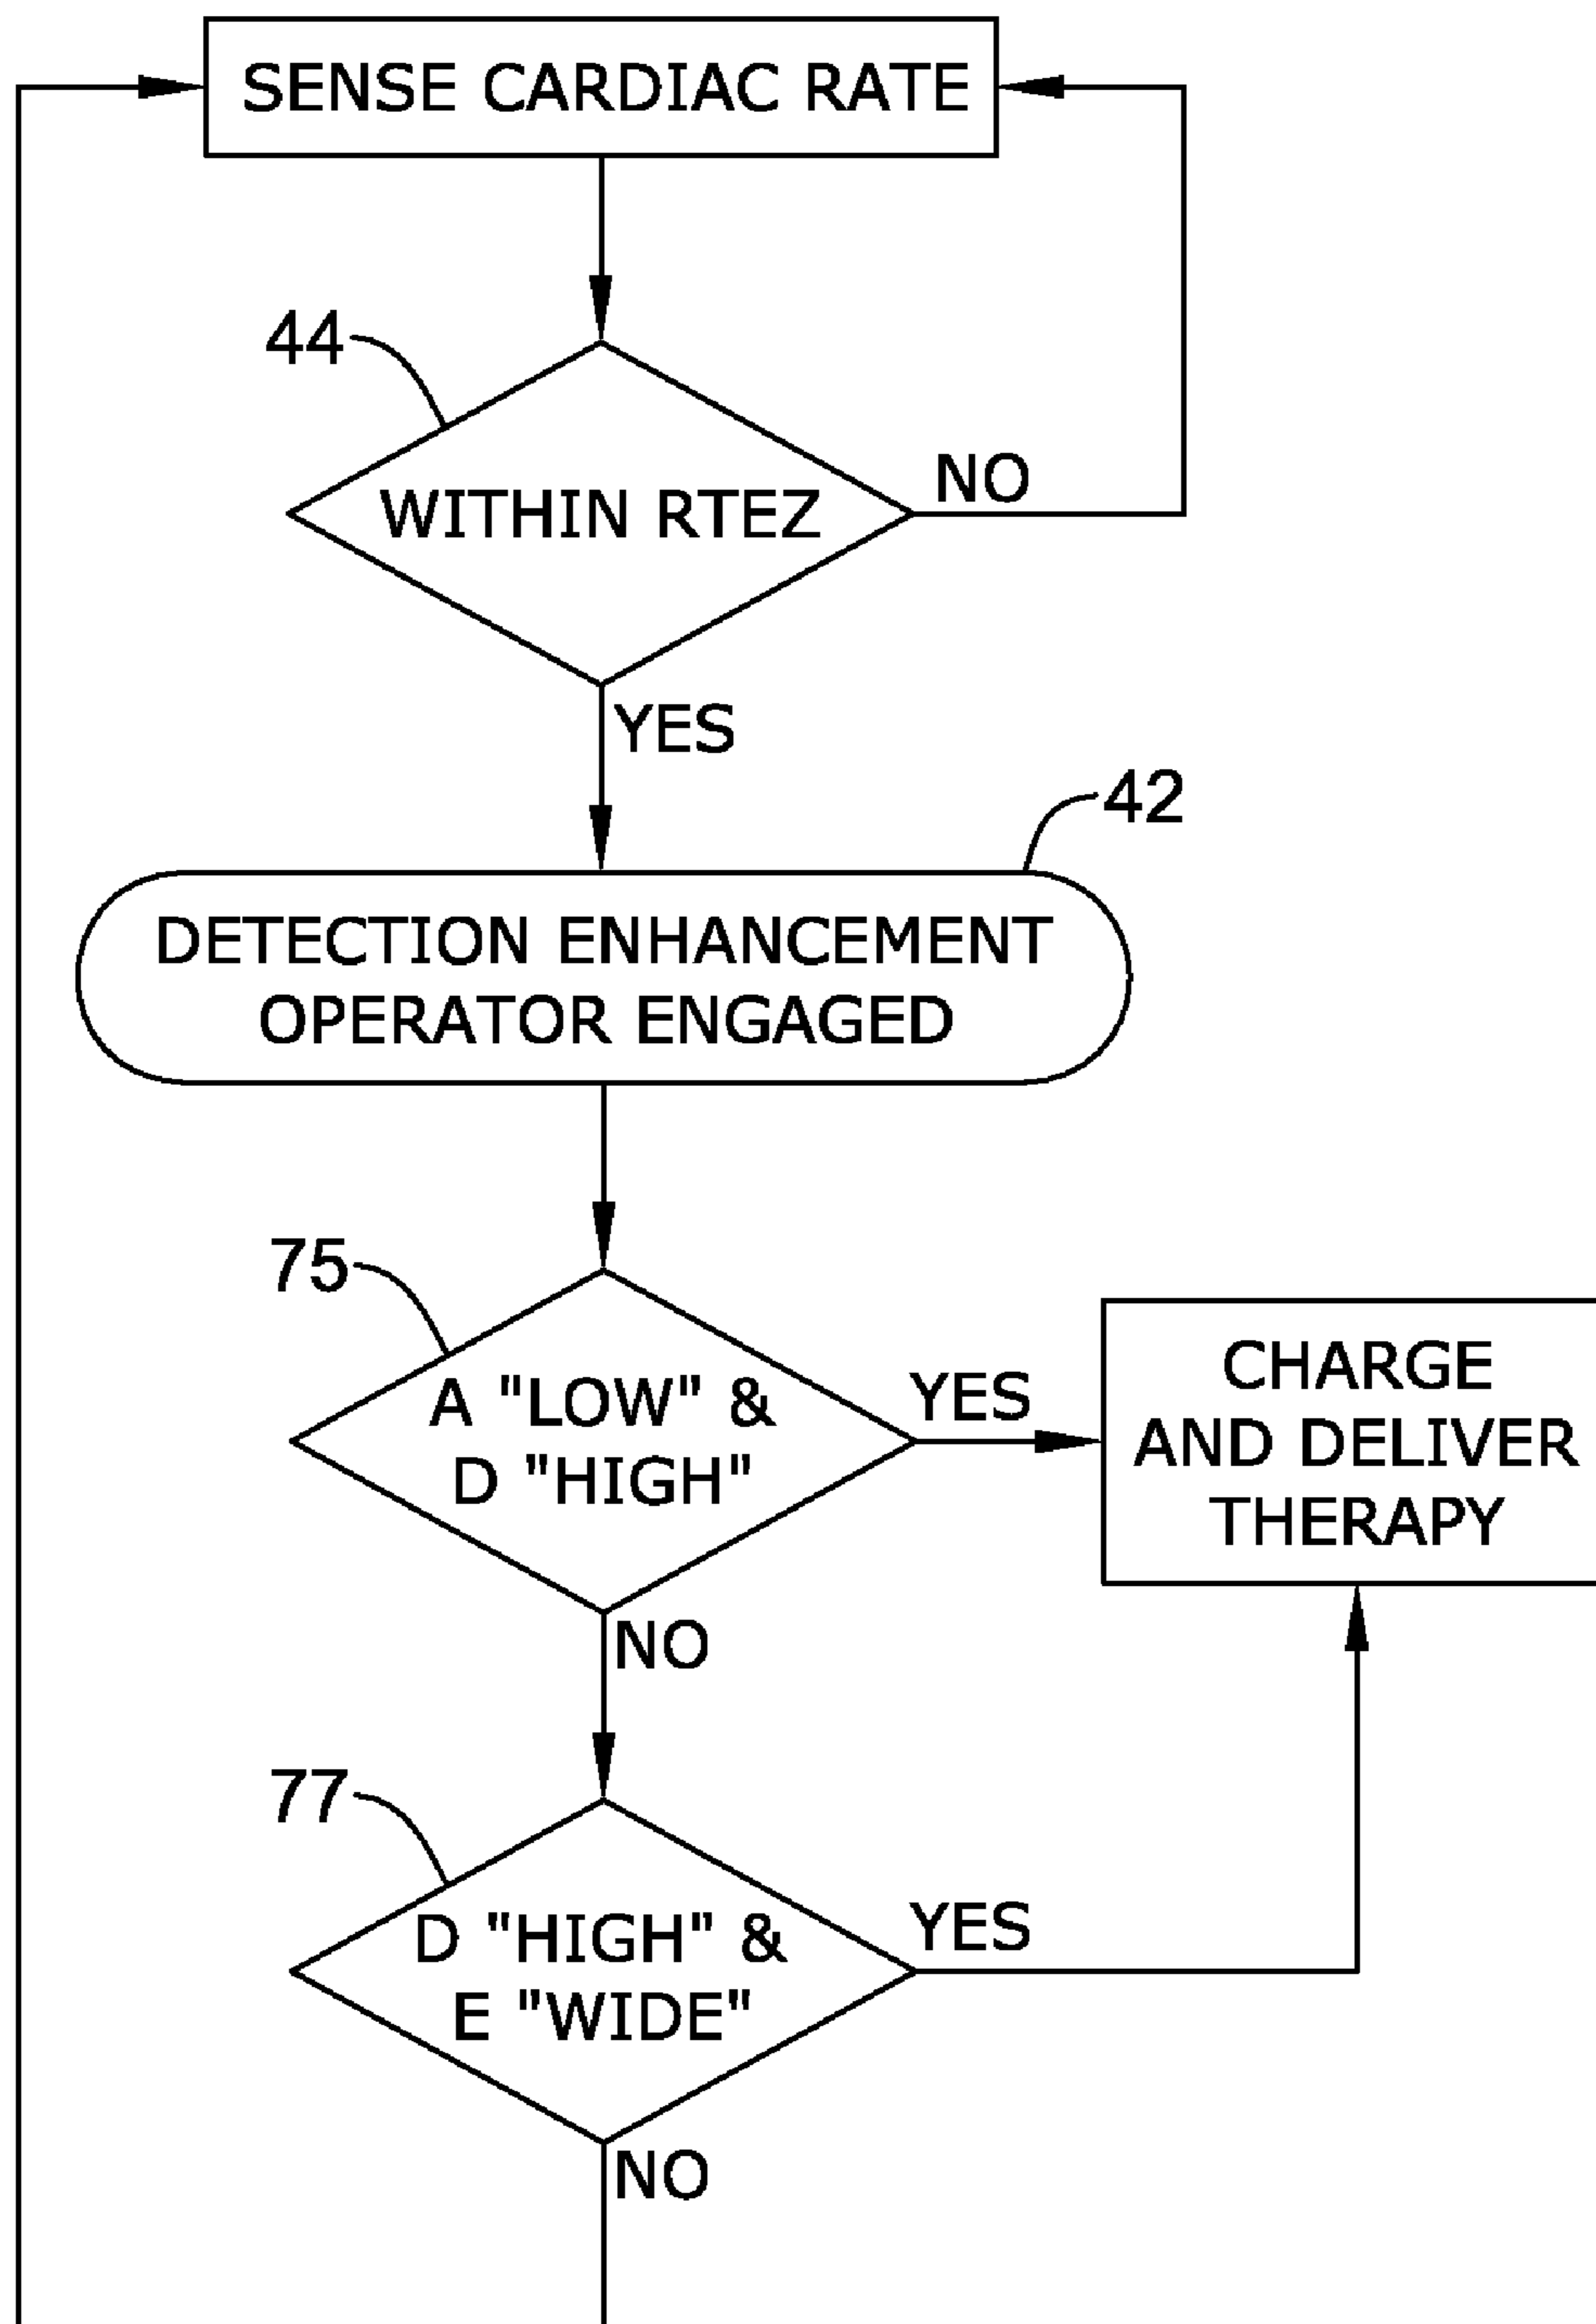 SENSE CARDIAC RATE
44
WITHIN RTEZ
NO
YES
42
DETECTION ENHANCEMENT
OPERATOR ENGAGED
75
A "LOW" &
D "HIGH"
YES
CHARGE
AND DELIVER
THERAPY
NO
77
D "HIGH" &
E "WIDE"
YES
NO